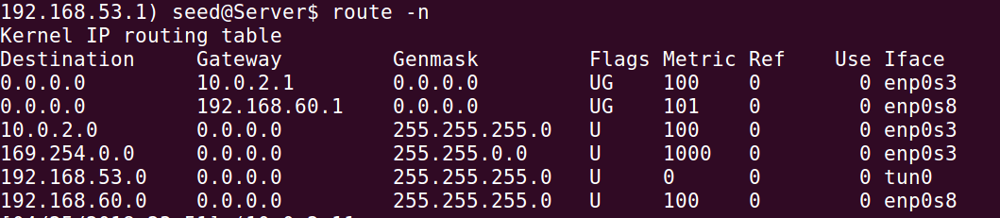 192.168.53.1) seed@Server$ route -n
Kernel IP routing table
Destination     Gateway         Genmask         Flags Metric Ref    Use Iface
0.0.0.0         10.0.2.1        0.0.0.0         UG    100    0        0 enp0s3
0.0.0.0         192.168.60.1    0.0.0.0         UG    101    0        0 enp0s8
10.0.2.0        0.0.0.0         255.255.255.0   U     100    0        0 enp0s3
169.254.0.0     0.0.0.0         255.255.0.0     U     1000   0        0 enp0s3
192.168.53.0    0.0.0.0         255.255.255.0   U     0      0        0 tun0
192.168.60.0    0.0.0.0         255.255.255.0   U     100    0        0 enp0s8